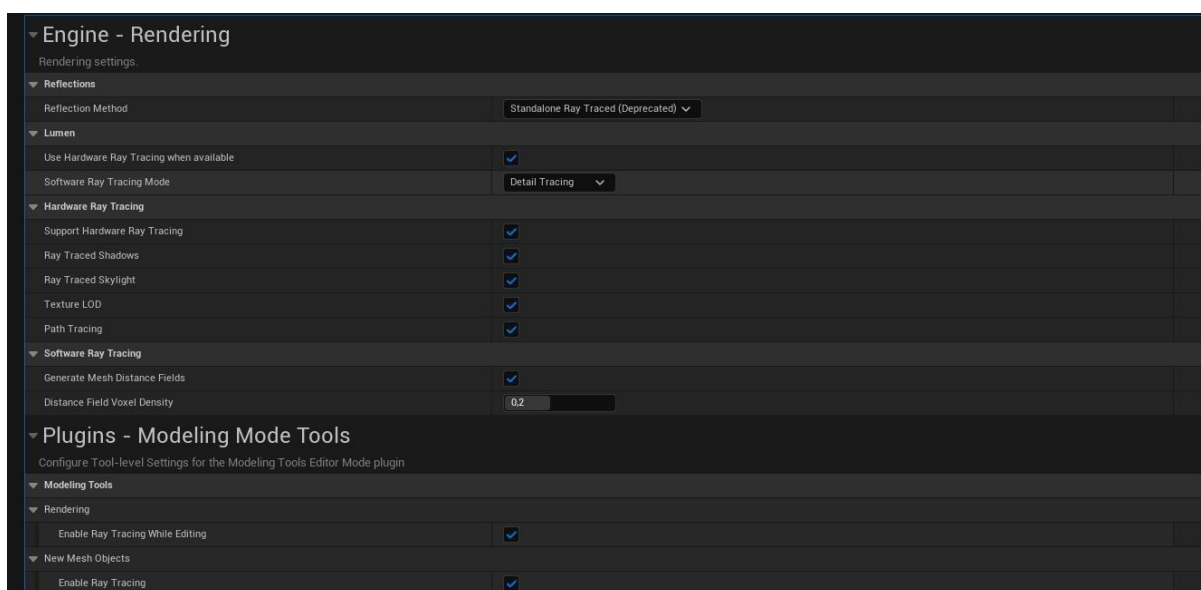 Engine - Rendering
Rendering settings.
Reflections
Reflection Method Standalone Ray Traced (Deprecated)
Lumen
Use Hardware Ray Tracing when available
Software Ray Tracing Mode Detail Tracing
Hardware Ray Tracing
Support Hardware Ray Tracing
Ray Traced Shadows
Ray Traced Skylight
Texture LOD
Path Tracing
Software Ray Tracing
Generate Mesh Distance Fields
Distance Field Voxel Density 0,2
Plugins - Modeling Mode Tools
Configure Tool-level Settings for the Modeling Tools Editor Mode plugin
Modeling Tools
Rendering
Enable Ray Tracing While Editing
New Mesh Objects
Enable Ray Tracing